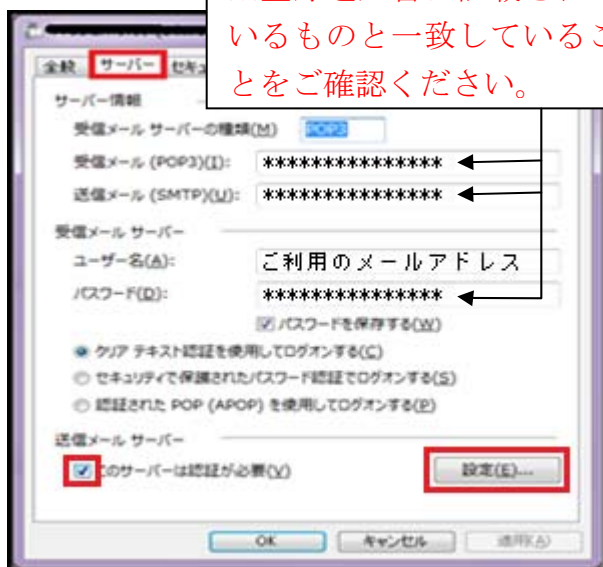 いるものと一致しているこ
とをご確認ください。
全般 サーバー セキュ
サーバー情報
受信メール サーバーの種類(M) POP3
受信メール (POP3)(I): ***************
送信メール (SMTP)(U): ***************
受信メール サーバー
ユーザー名(A): ご利用のメールアドレス
パスワード(D): ***************
パスワードを保存する(W)
クリア テキスト認証を使用してログオンする(C)
セキュリティで保護されたパスワード認証でログオンする(S)
認証された POP (APOP) を使用してログオンする(P)
送信メール サーバー
このサーバーは認証が必要(V) 設定(E)...
OK キャンセル 適用(A)